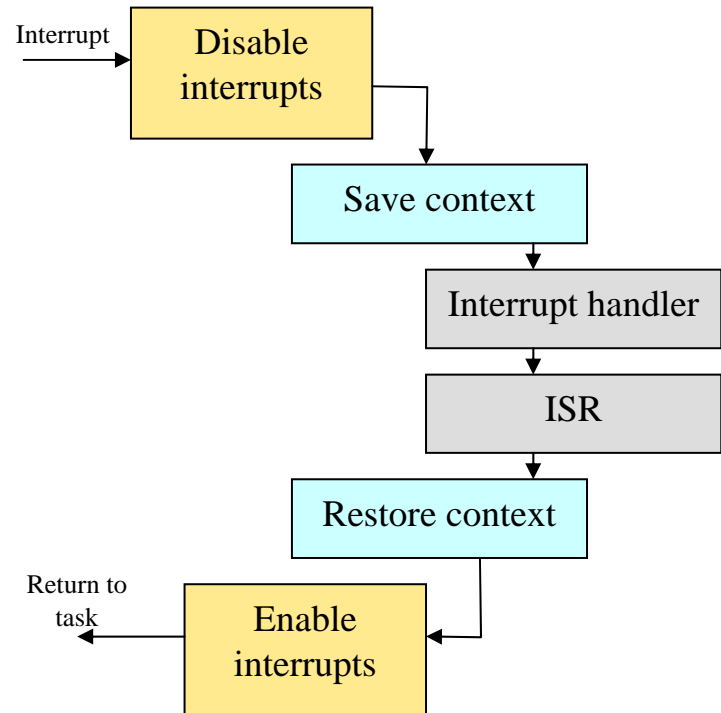 Interrupt
Disable
interrupts
Save context
Interrupt handler
ISR
Restore context
Return to
task
Enable
interrupts